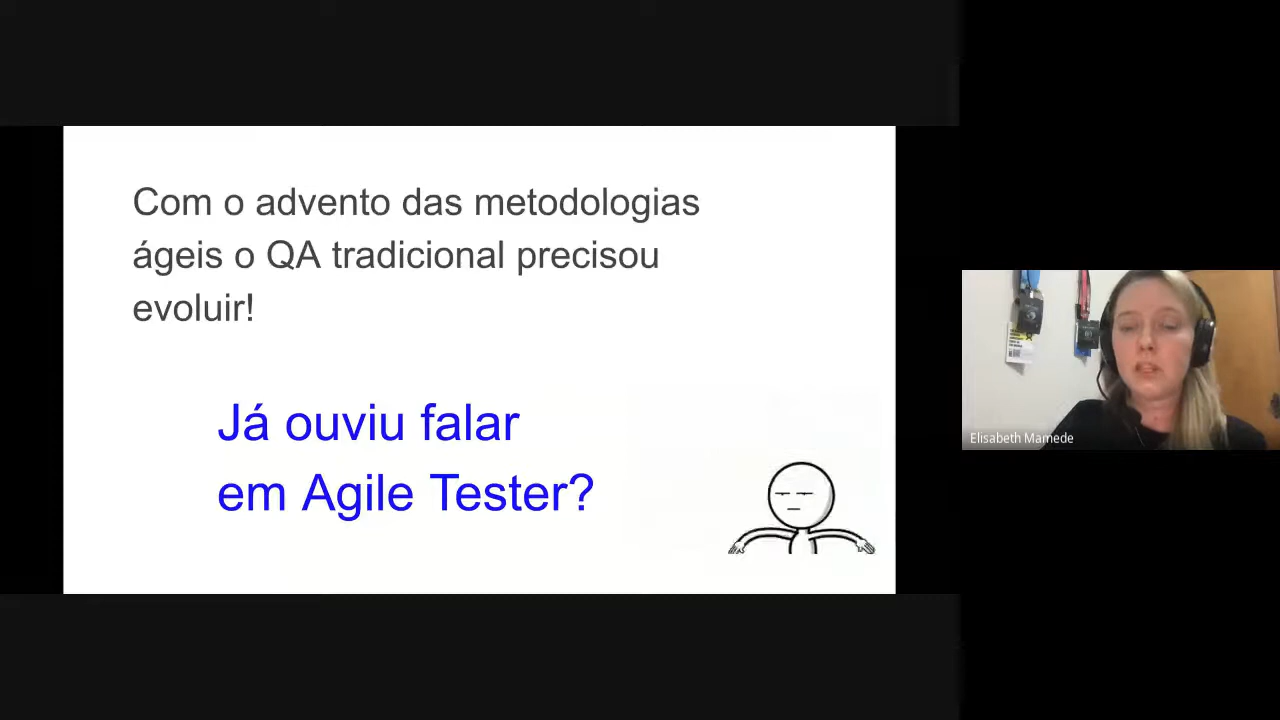 Com o advento das metodologias
ágeis o QA tradicional precisou
evoluir!
Já ouviu falar
em Agile Tester?
Elisabeth Mamede